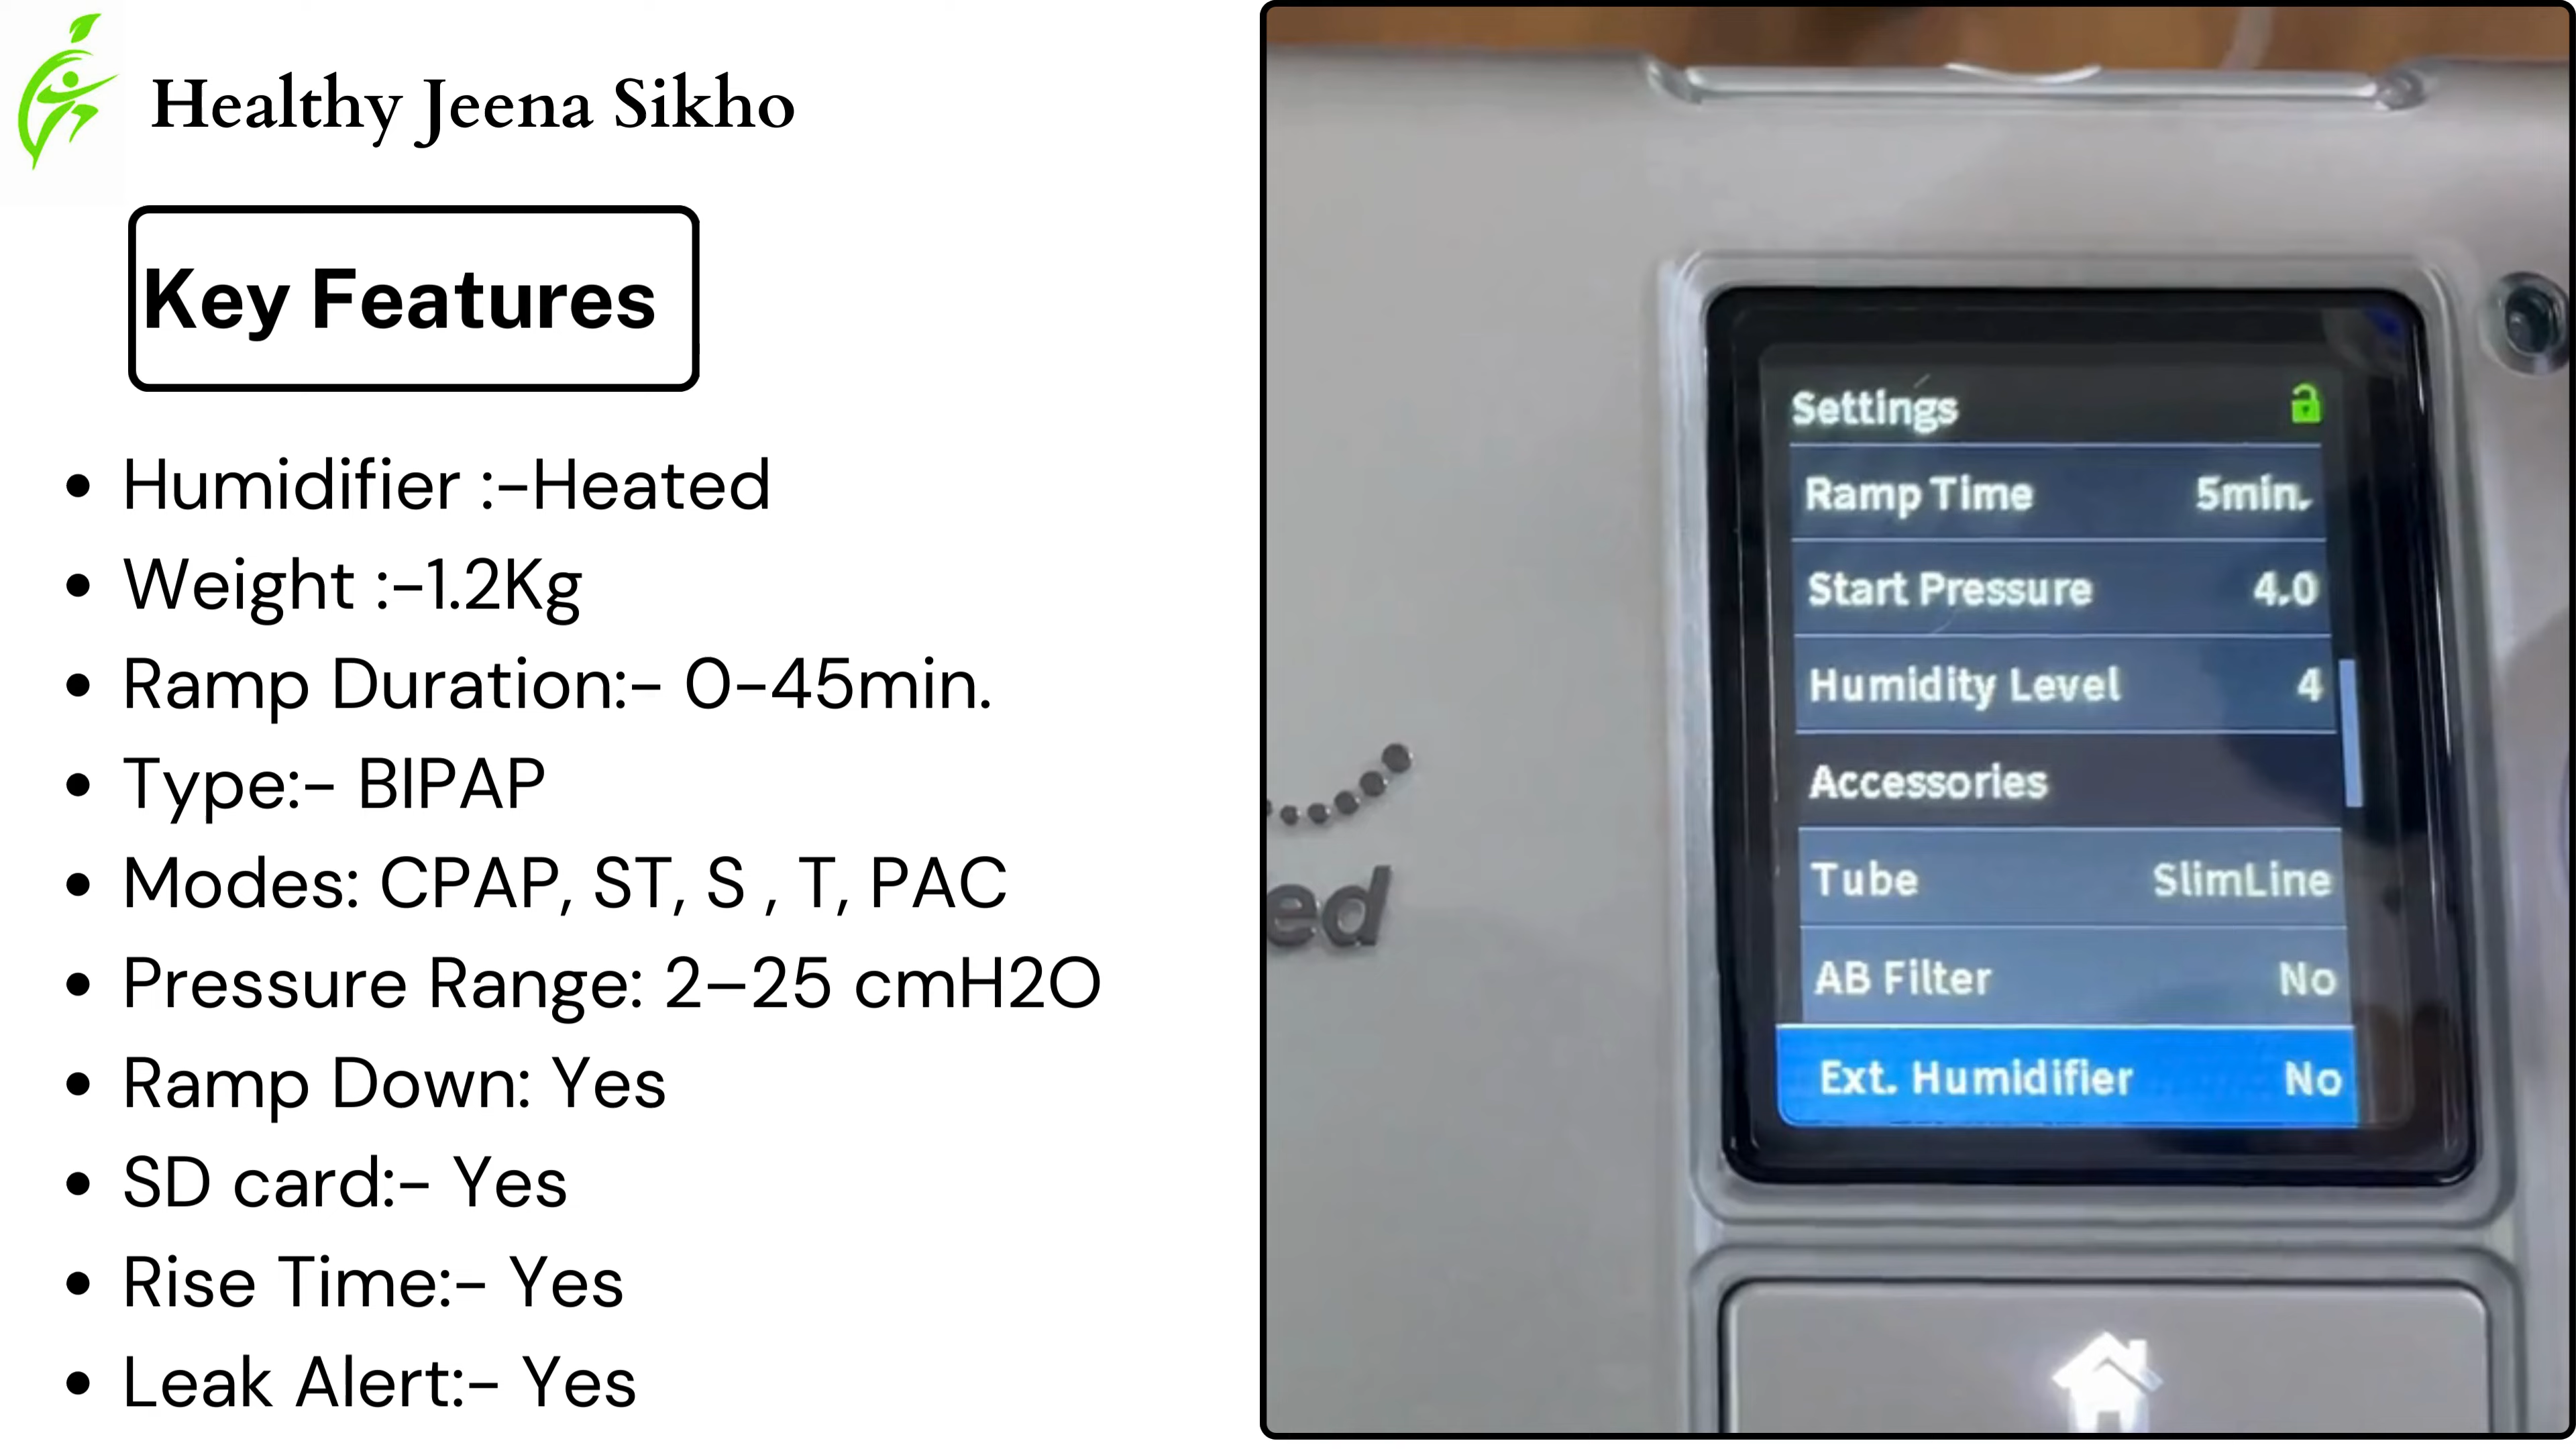 Healthy Jeena Sikho
Key Features
Humidifier :-Heated
Weight :-1.2Kg
Ramp Duration:- 0-45min.
Type:- BIPAP
Modes: CPAP, ST, S , T, PAC
Pressure Range: 2–25 cmH2O
Ramp Down: Yes
SD card:- Yes
Rise Time:- Yes
Leak Alert:- Yes
ed
Settings
Ramp Time 5min.
Start Pressure 4.0
Humidity Level 4
Accessories
Tube SlimLine
AB Filter No
Ext. Humidifier No